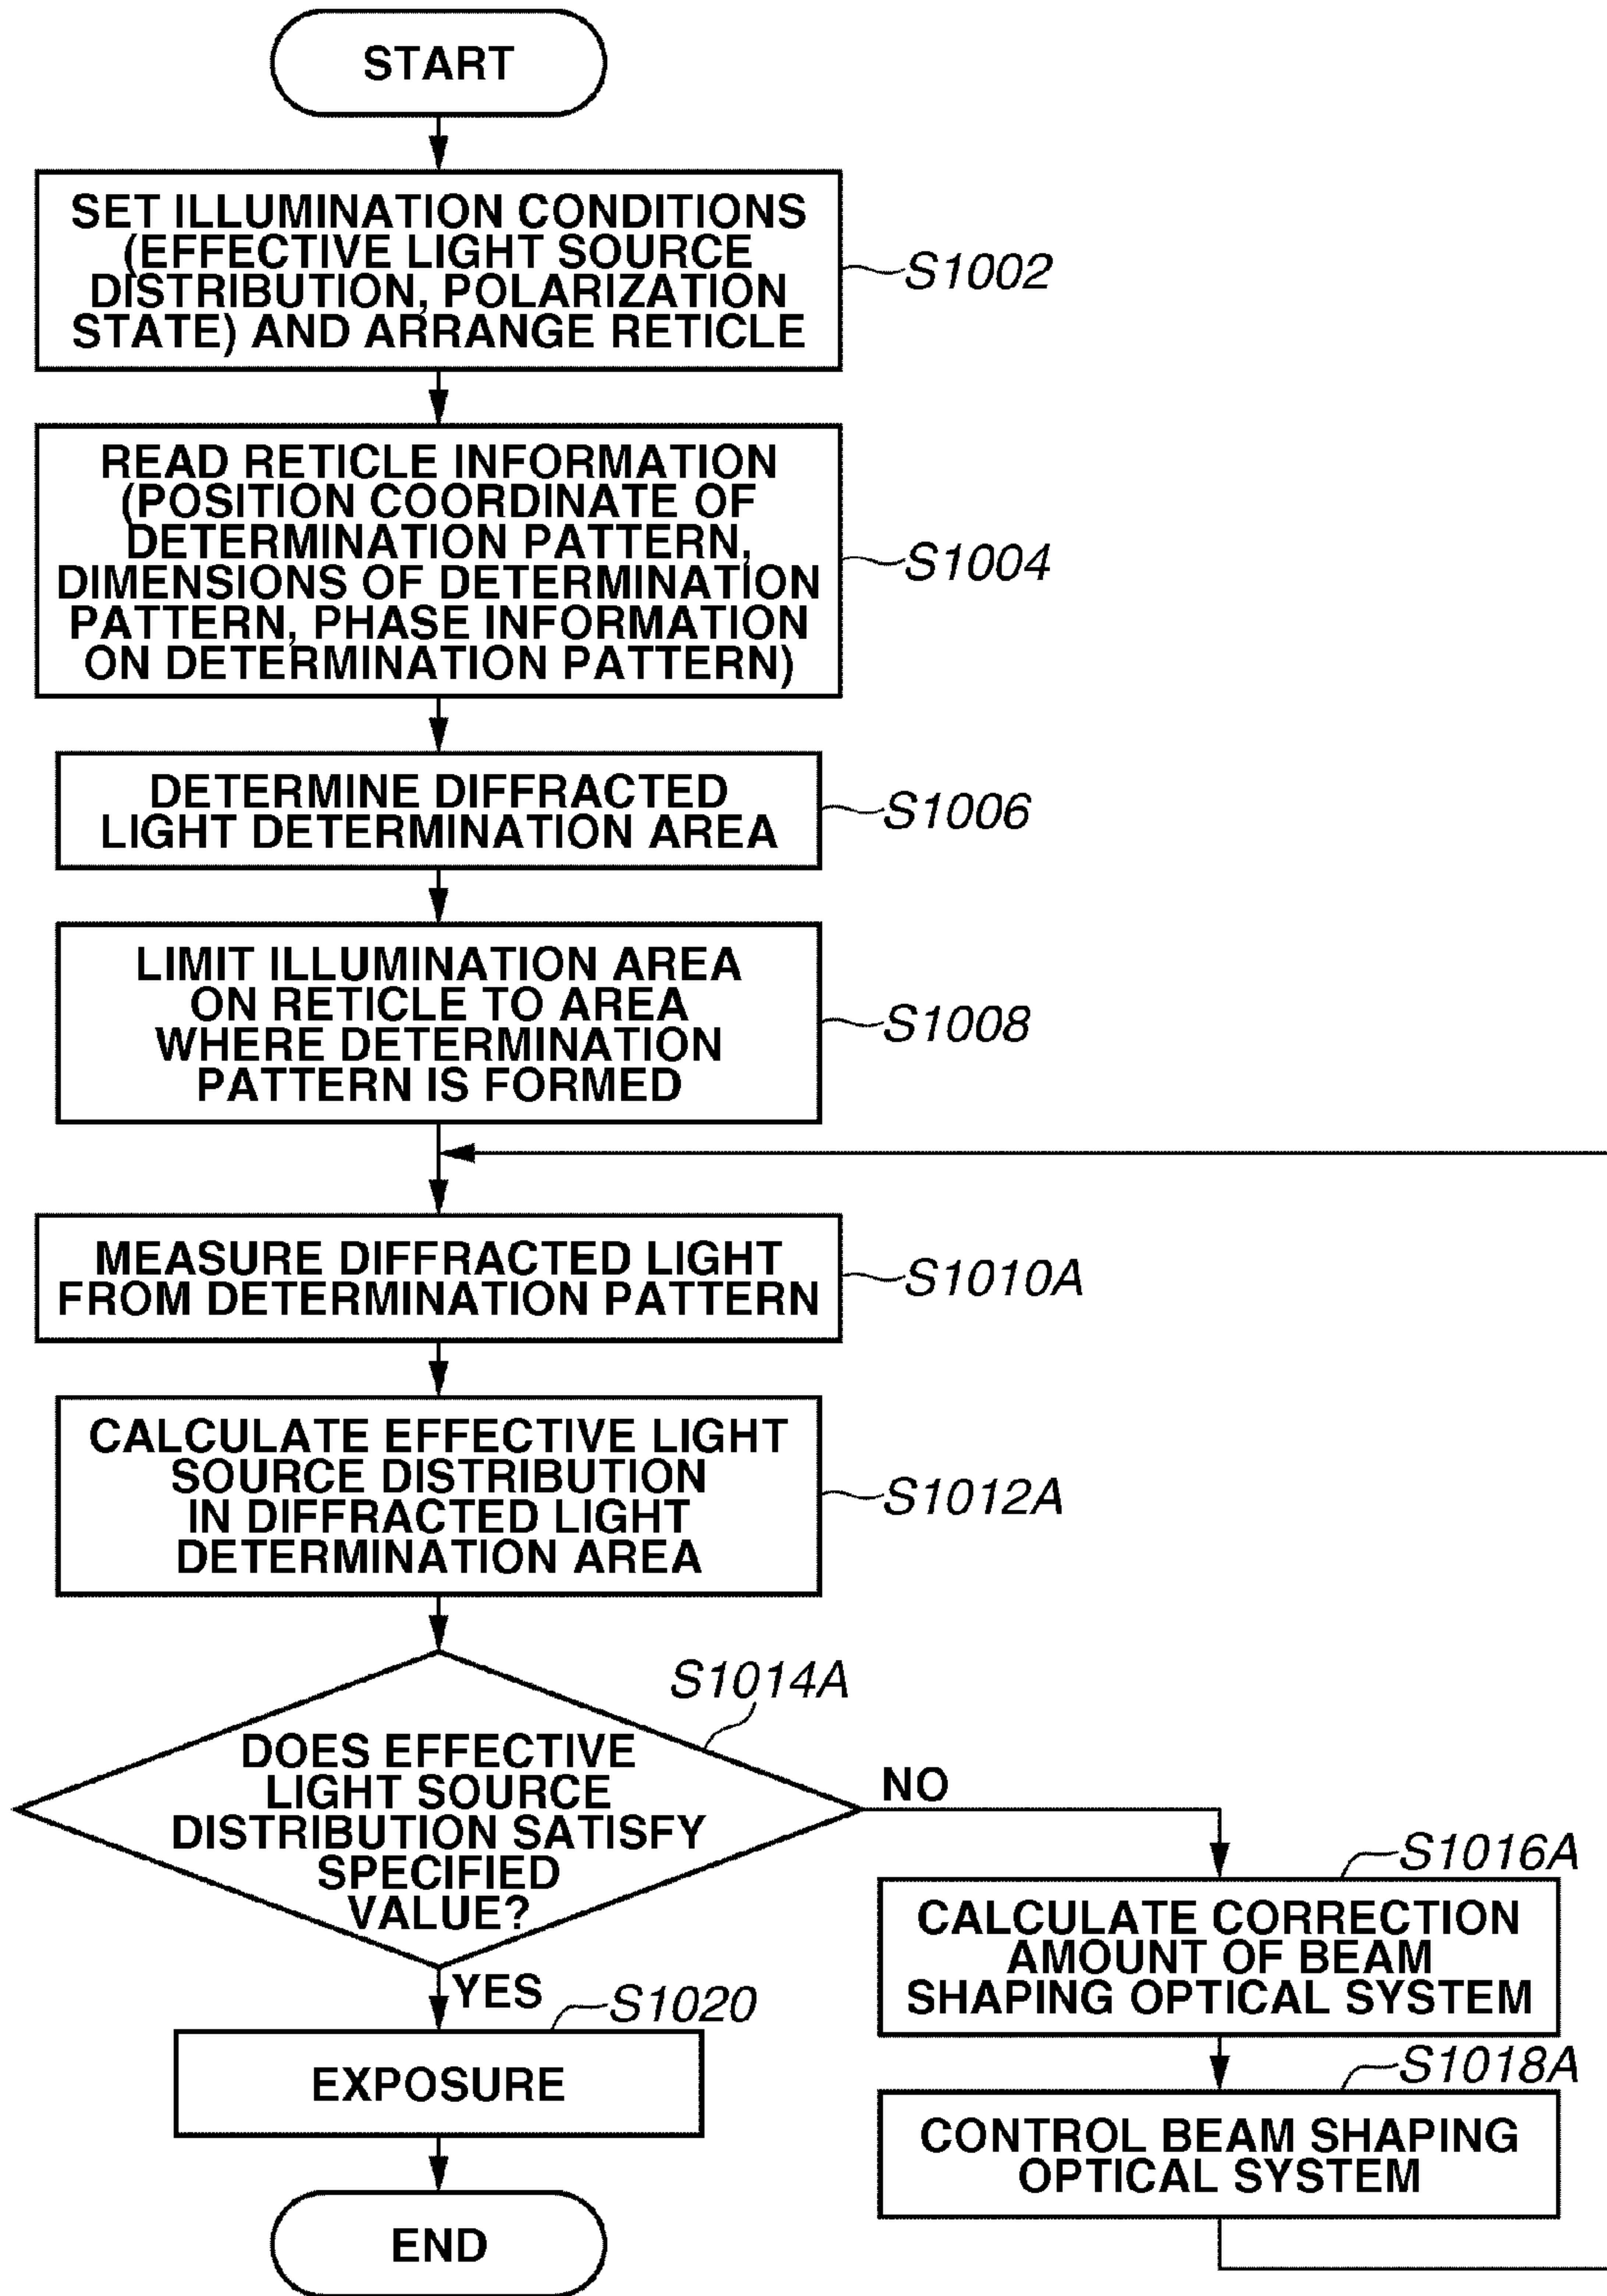 START
SET ILLUMINATION CONDITIONS
(EFFECTIVE LIGHT SOURCE
DISTRIBUTION, POLARIZATION
STATE) AND ARRANGE RETICLE
S1002
READ RETICLE INFORMATION
(POSITION COORDINATE OF
DETERMINATION PATTERN,
DIMENSIONS OF DETERMINATION
PATTERN, PHASE INFORMATION
ON DETERMINATION PATTERN)
S1004
DETERMINE DIFFRACTED
LIGHT DETERMINATION AREA
S1006
LIMIT ILLUMINATION AREA
ON RETICLE TO AREA
WHERE DETERMINATION
PATTERN IS FORMED
S1008
MEASURE DIFFRACTED LIGHT
FROM DETERMINATION PATTERN
S1010A
CALCULATE EFFECTIVE LIGHT
SOURCE DISTRIBUTION
IN DIFFRACTED LIGHT
DETERMINATION AREA
S1012A
S1014A
DOES EFFECTIVE
LIGHT SOURCE
DISTRIBUTION SATISFY
SPECIFIED
VALUE?
NO
S1016A
CALCULATE CORRECTION
AMOUNT OF BEAM
SHAPING OPTICAL SYSTEM
S1018A
CONTROL BEAM SHAPING
OPTICAL SYSTEM
YES
S1020
EXPOSURE
END